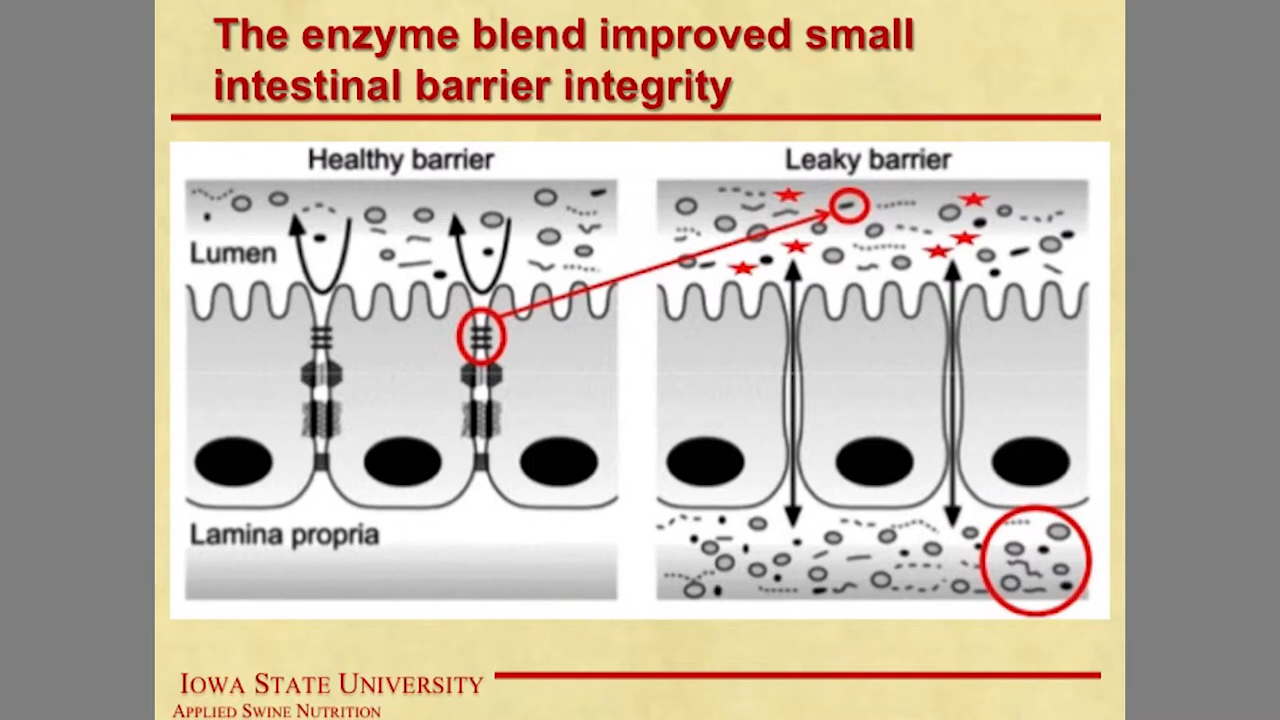 The enzyme blend improved small
intestinal barrier integrity
Healthy barrier
Leaky barrier
Lumen
Lamina propria
IOWA STATE UNIVERSITY
APPLIED SWINE NUTRITION